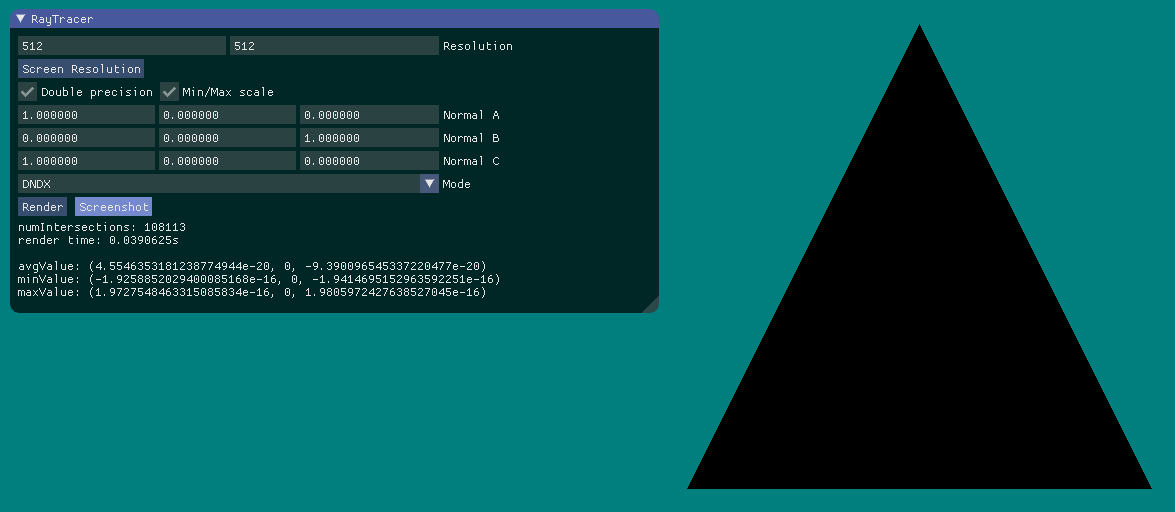 RayTracer
512 512 Resolution
Screen Resolution
Double precision Min/Max scale
1.000000 0.000000 0.000000 Normal A
0.000000 0.000000 1.000000 Normal B
1.000000 0.000000 0.000000 Normal C
DNDX Mode
Render Screenshot
numIntersections: 108113
render time: 0.0390625s
avgValue: (4.5546353181238774944e-20, 0, -9.390096545337220477e-20)
minValue: (-1.9258852029400085168e-16, 0, -1.9414695152963592251e-16)
maxValue: (1.9727548463315085834e-16, 0, 1.9805972427638527045e-16)